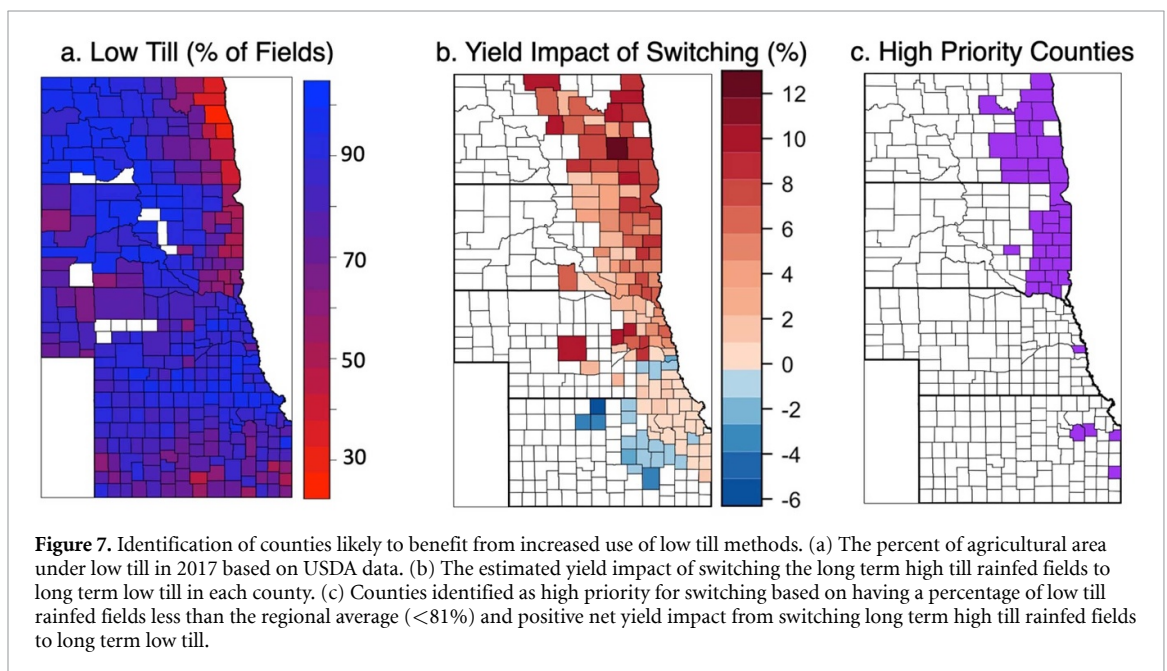 a. Low Till (% of Fields)
b. Yield Impact of Switching (%)
c. High Priority Counties
90
70
50
30
12
10
8
6
4
2
0
-2
-4
-6
Figure 7. Identification of counties likely to benefit from increased use of low till methods. (a) The percent of agricultural area
under low till in 2017 based on USDA data. (b) The estimated yield impact of switching the long term high till rainfed fields to
long term low till in each county. (c) Counties identified as high priority for switching based on having a percentage of low till
rainfed fields less than the regional average (<81%) and positive net yield impact from switching long term high till rainfed fields
to long term low till.